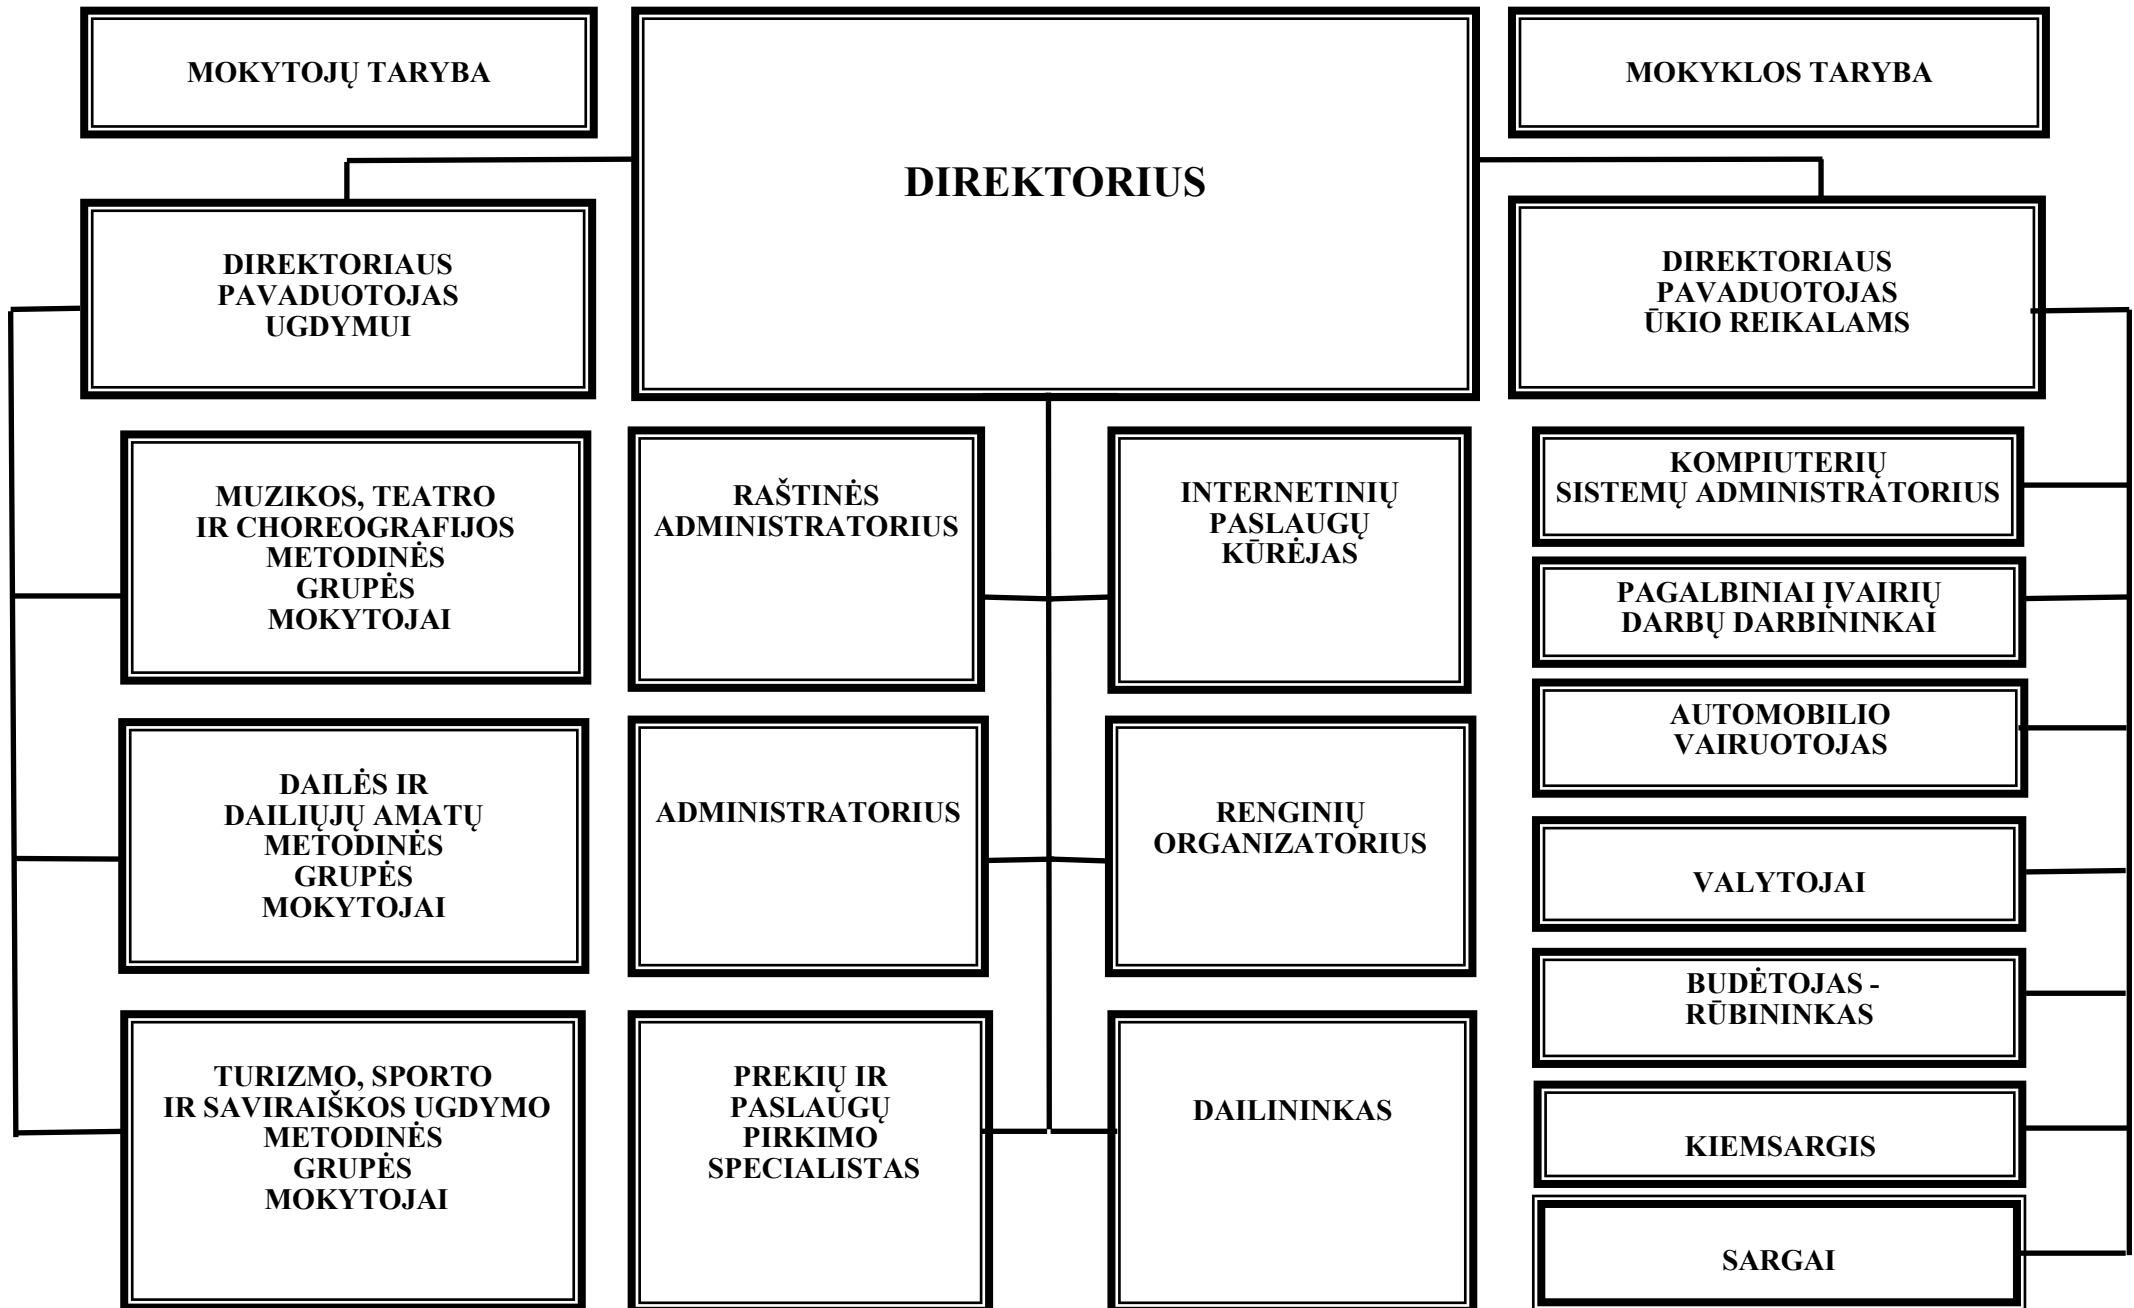 MOKYTOJŲ TARYBA
DIREKTORIUS
MOKYKLOS TARYBA
DIREKTORIAUS
PAVADUOTOJAS
UGDYMUI
DIREKTORIAUS
PAVADUOTOJAS
ŪKIO REIKALAMS
MUZIKOS, TEATRO
IR CHOREOGRAFIJOS
METODINĖS
GRUPĖS
MOKYTOJAI
RAŠTINĖS
ADMINISTRATORIUS
INTERNETINIŲ
PASLAUGŲ
KŪRĖJAS
KOMPIUTERIŲ
SISTEMŲ ADMINISTRATORIUS
PAGALBINIAI ĮVAIRIŲ
DARBŲ DARBININKAI
AUTOMOBILIO
VAIRUOTOJAS
DAILĖS IR
DAILIŲJŲ AMATŲ
METODINĖS
GRUPĖS
MOKYTOJAI
ADMINISTRATORIUS
RENGINIŲ
ORGANIZATORIUS
VALYTOJAI
BUDĖTOJAS -
RŪBININKAS
TURIZMO, SPORTO
IR SAVIRAIŠKOS UGDYMO
METODINĖS
GRUPĖS
MOKYTOJAI
PREKIŲ IR
PASLAUGŲ
PIRKIMO
SPECIALISTAS
DAILININKAS
KIEMSARGIS
SARGAI